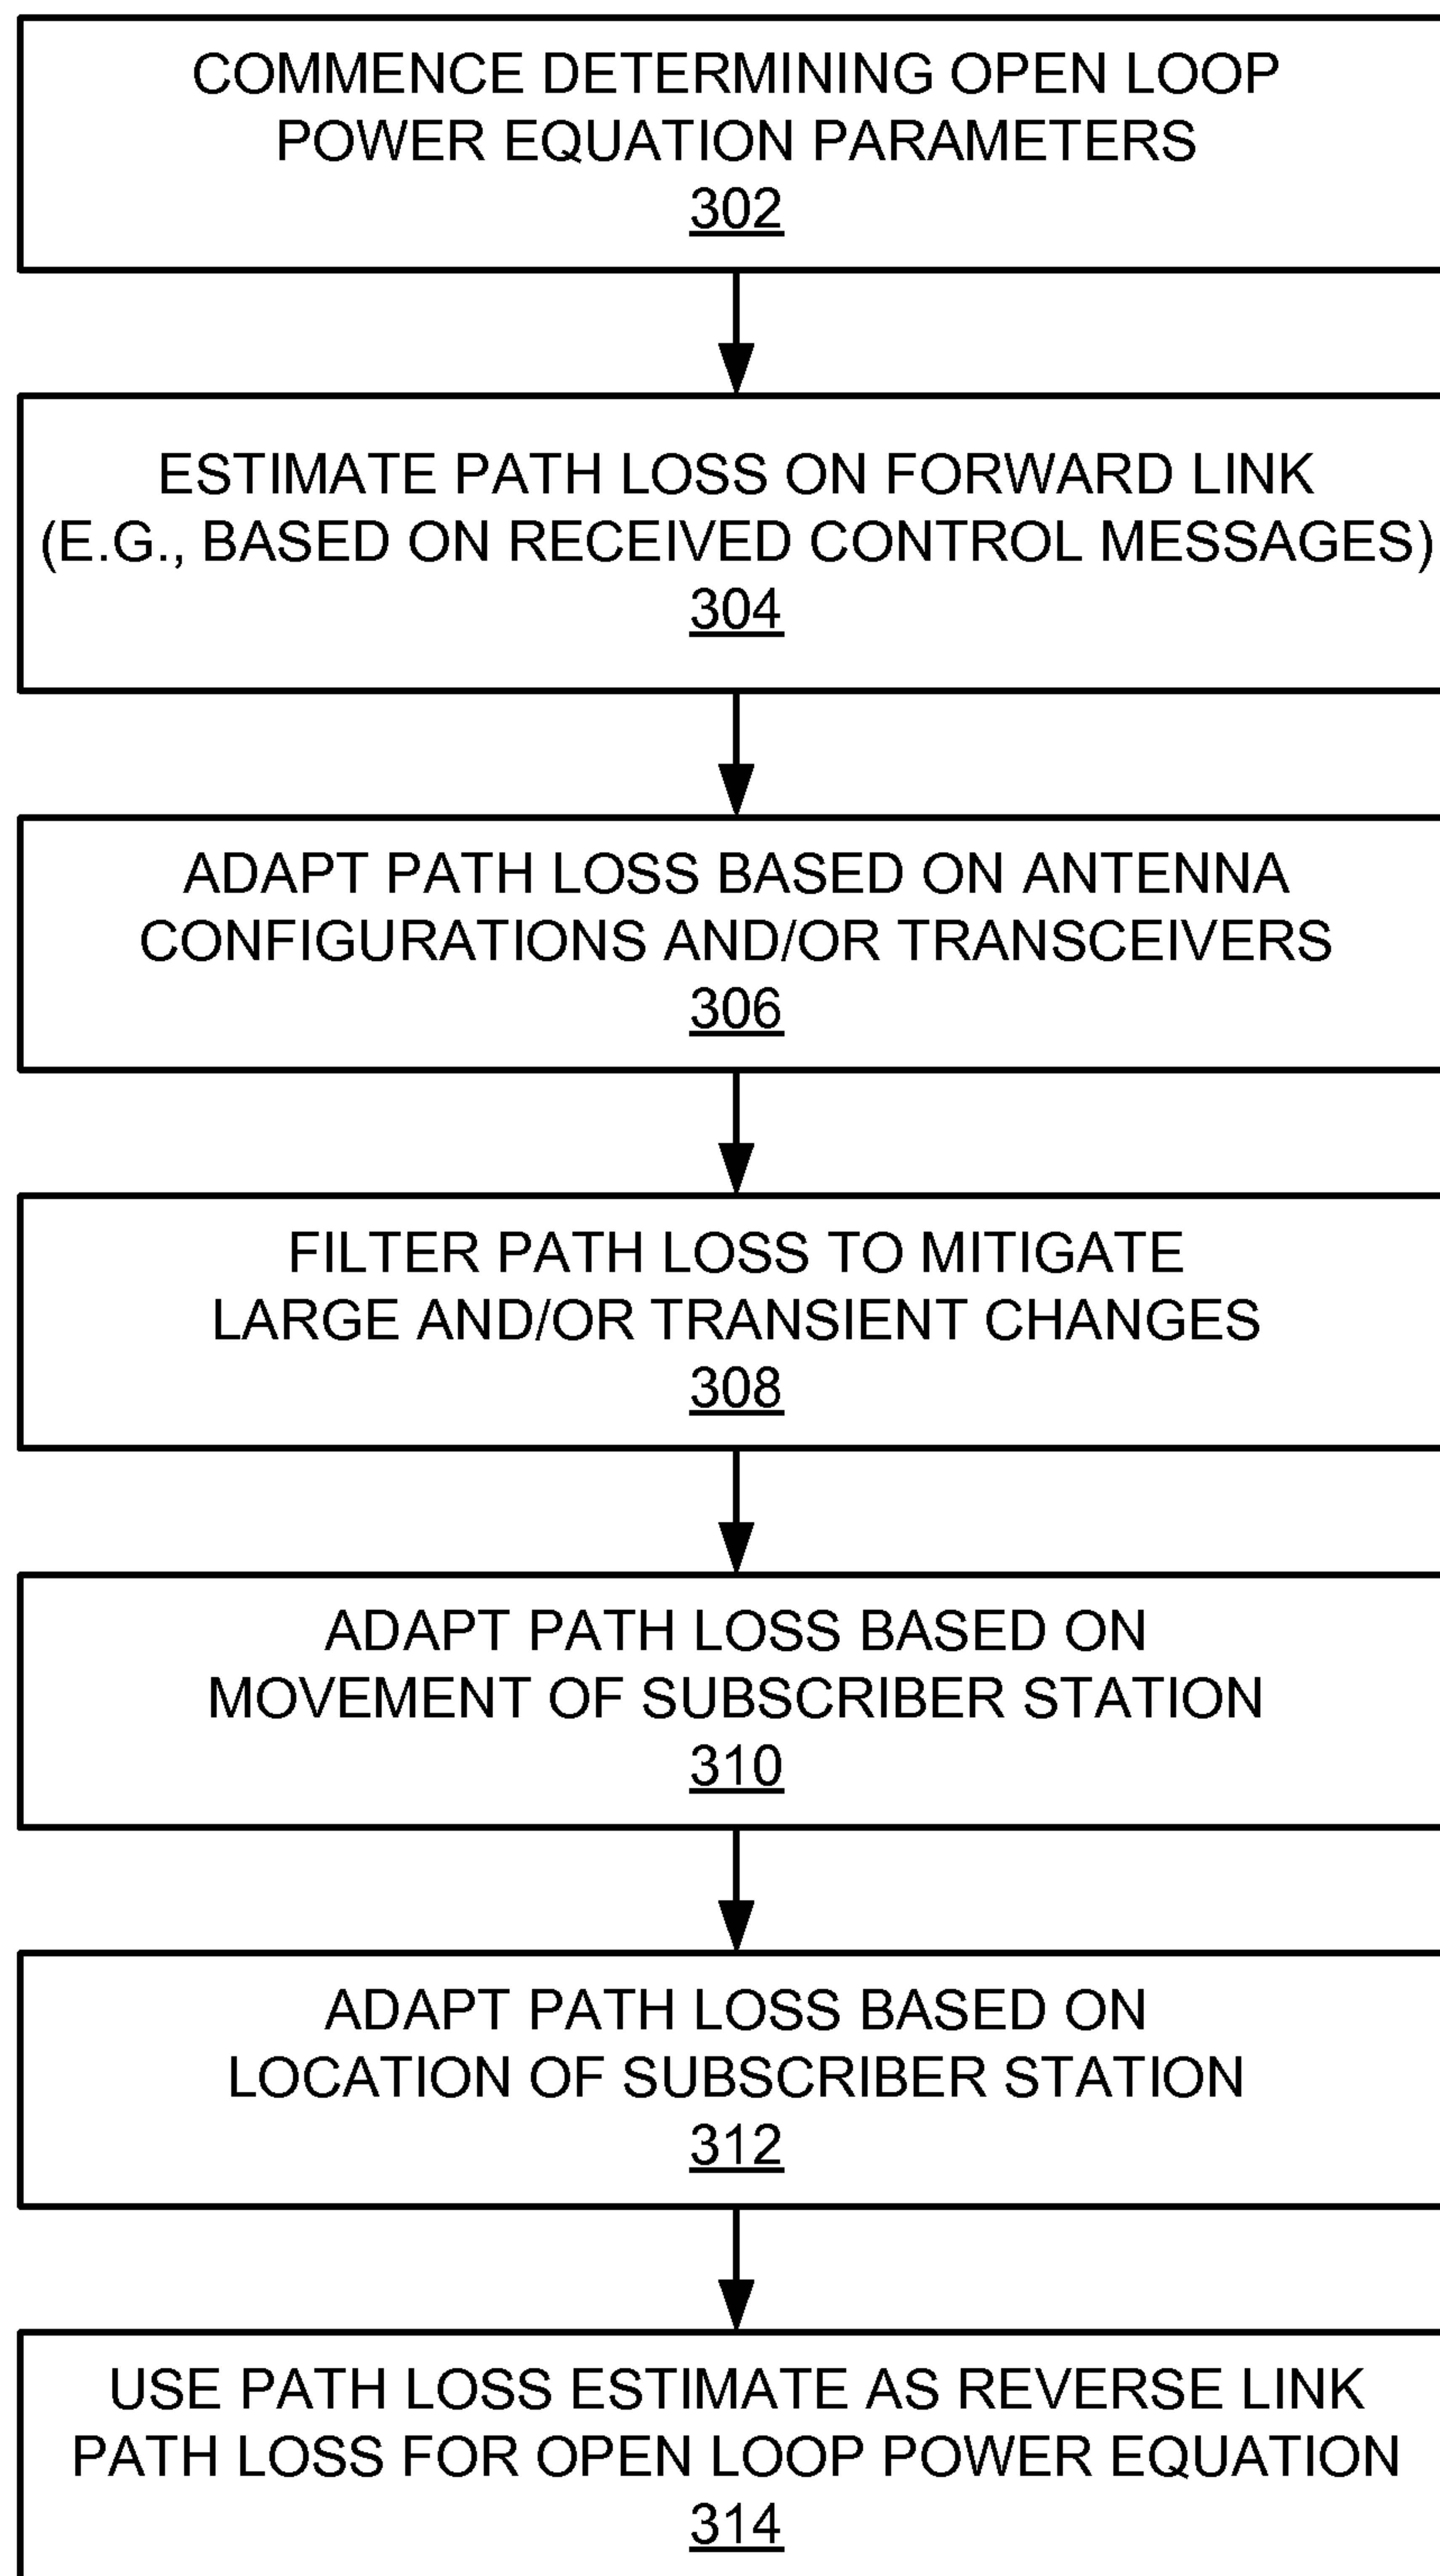 COMMENCE DETERMINING OPEN LOOP
POWER EQUATION PARAMETERS
302
ESTIMATE PATH LOSS ON FORWARD LINK
(E.G., BASED ON RECEIVED CONTROL MESSAGES)
304
ADAPT PATH LOSS BASED ON ANTENNA
CONFIGURATIONS AND/OR TRANSCEIVERS
306
FILTER PATH LOSS TO MITIGATE
LARGE AND/OR TRANSIENT CHANGES
308
ADAPT PATH LOSS BASED ON
MOVEMENT OF SUBSCRIBER STATION
310
ADAPT PATH LOSS BASED ON
LOCATION OF SUBSCRIBER STATION
312
USE PATH LOSS ESTIMATE AS REVERSE LINK
PATH LOSS FOR OPEN LOOP POWER EQUATION
314